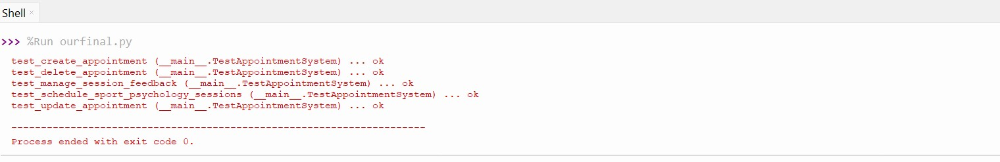 Shell ×
>>> %Run ourfinal.py
test_create_appointment (__main__.TestAppointmentSystem) ... ok
test_delete_appointment (__main__.TestAppointmentSystem) ... ok
test_manage_session_feedback (__main__.TestAppointmentSystem) ... ok
test_schedule_sport_psychology_sessions (__main__.TestAppointmentSystem) ... ok
test_update_appointment (__main__.TestAppointmentSystem) ... ok
----------------------------------------------------------------------
Process ended with exit code 0.